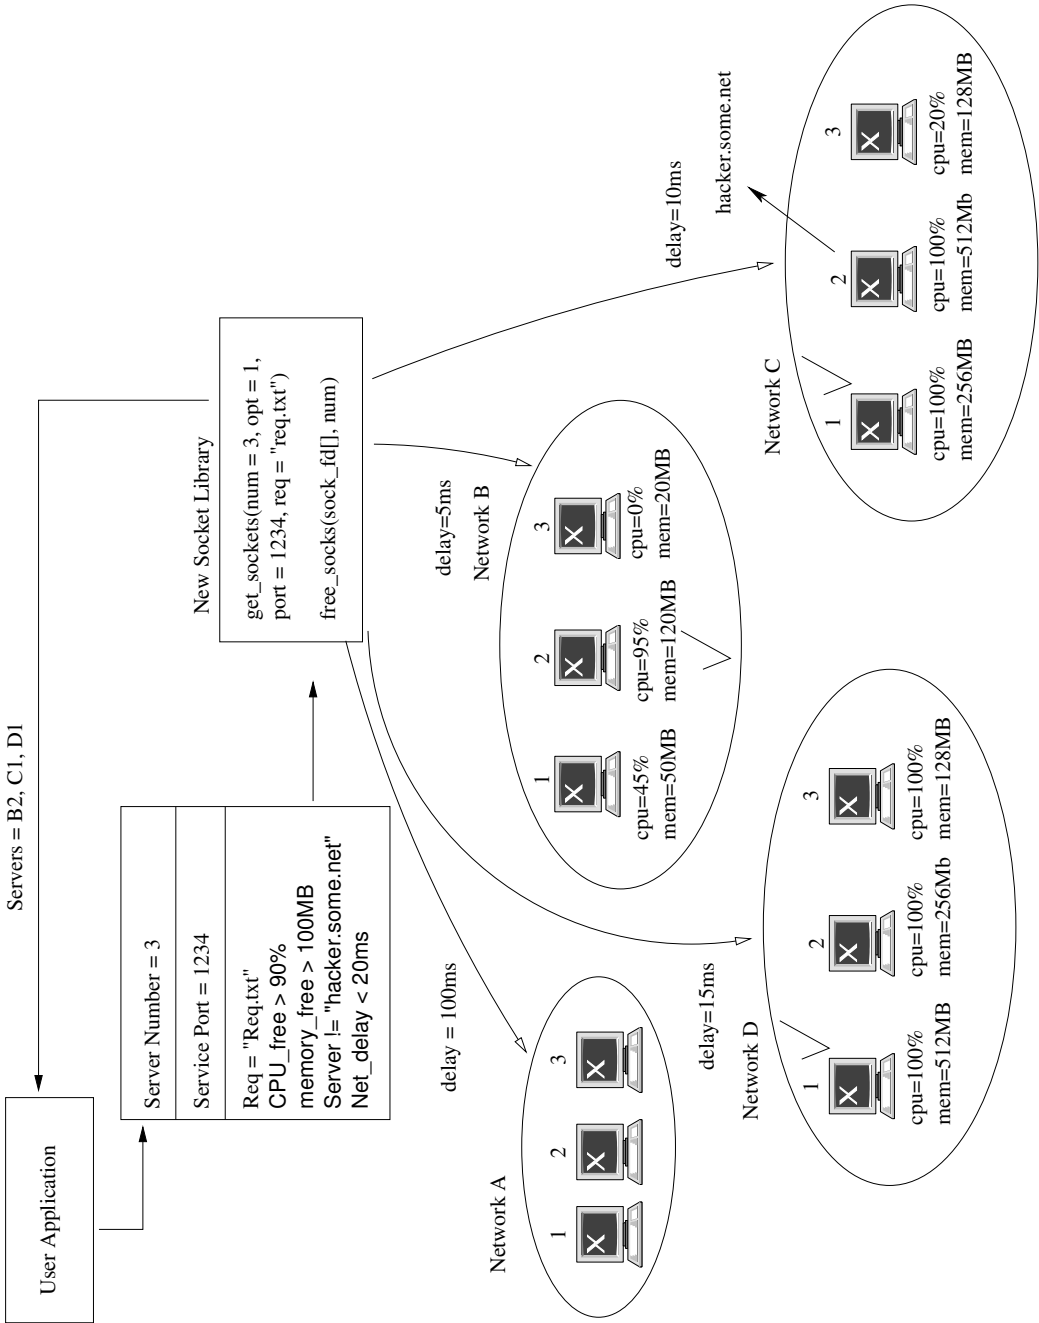 Servers = B2, C1, D1
User Application
Server Number = 3
Service Port = 1234
Req = "Req.txt"
CPU_free > 90%
memory_free > 100MB
Server != "hacker.some.net"
Net_delay < 20ms
New Socket Library
get_sockets(num = 3, opt = 1,
port = 1234, req = "req.txt")
free_socks(sock_fd[], num)
delay = 100ms
Network A
1
2
3
X
X
X
delay=5ms
Network B
1
2
3
X
X
X
cpu=45%
mem=50MB
cpu=95%
mem=120MB
cpu=0%
mem=20MB
delay=10ms
hacker.some.net
Network C
1
2
3
X
X
X
cpu=100%
mem=256MB
cpu=100%
mem=512Mb
cpu=20%
mem=128MB
delay=15ms
Network D
1
2
3
X
X
X
cpu=100%
mem=512MB
cpu=100%
mem=256Mb
cpu=100%
mem=128MB